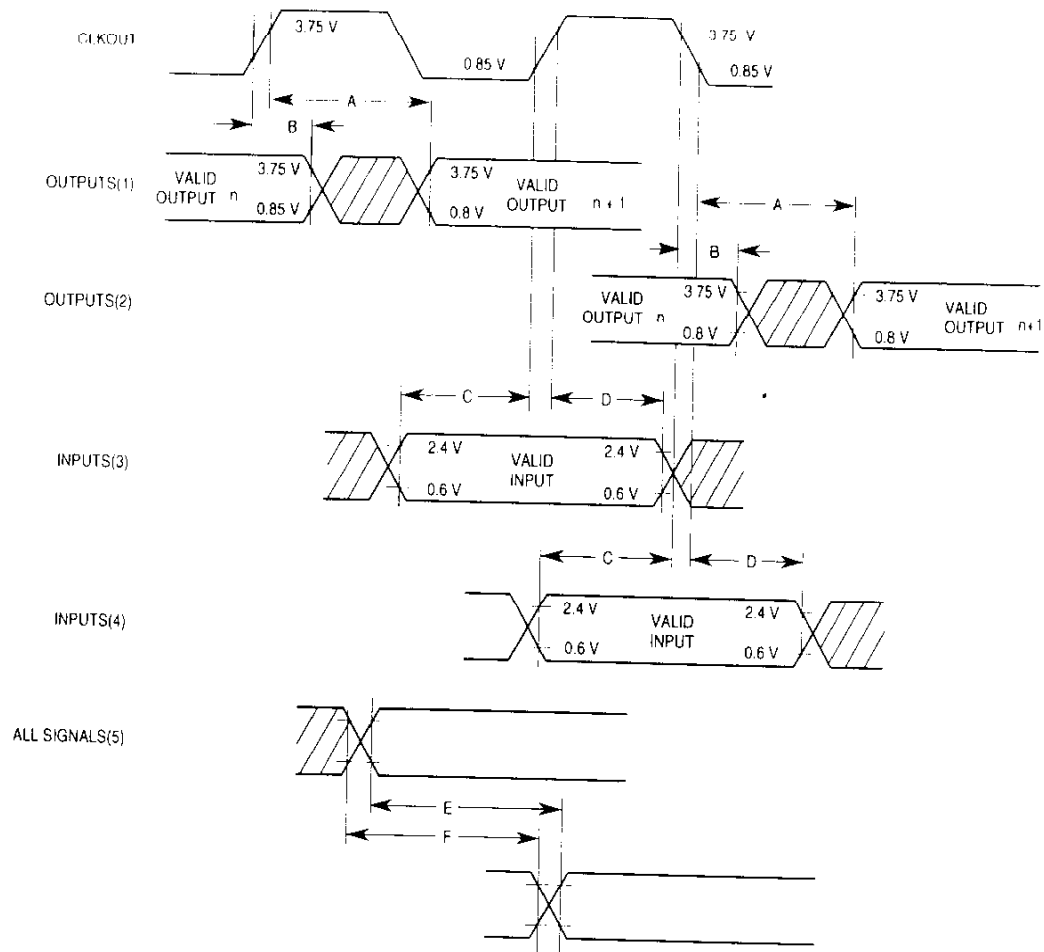 CLKOUT
3.75 V
0.85 V
3.75 V
0.85 V
A
B
OUTPUTS(1)
VALID OUTPUT n
3.75 V
0.85 V
3.75 V
0.8 V
VALID OUTPUT n+1
A
B
OUTPUTS(2)
VALID OUTPUT n
3.75 V
0.8 V
3.75 V
0.8 V
VALID OUTPUT n+1
C
D
INPUTS(3)
2.4 V
0.6 V
VALID INPUT
2.4 V
0.6 V
C
D
INPUTS(4)
2.4 V
0.6 V
VALID INPUT
2.4 V
0.6 V
ALL SIGNALS(5)
E
F